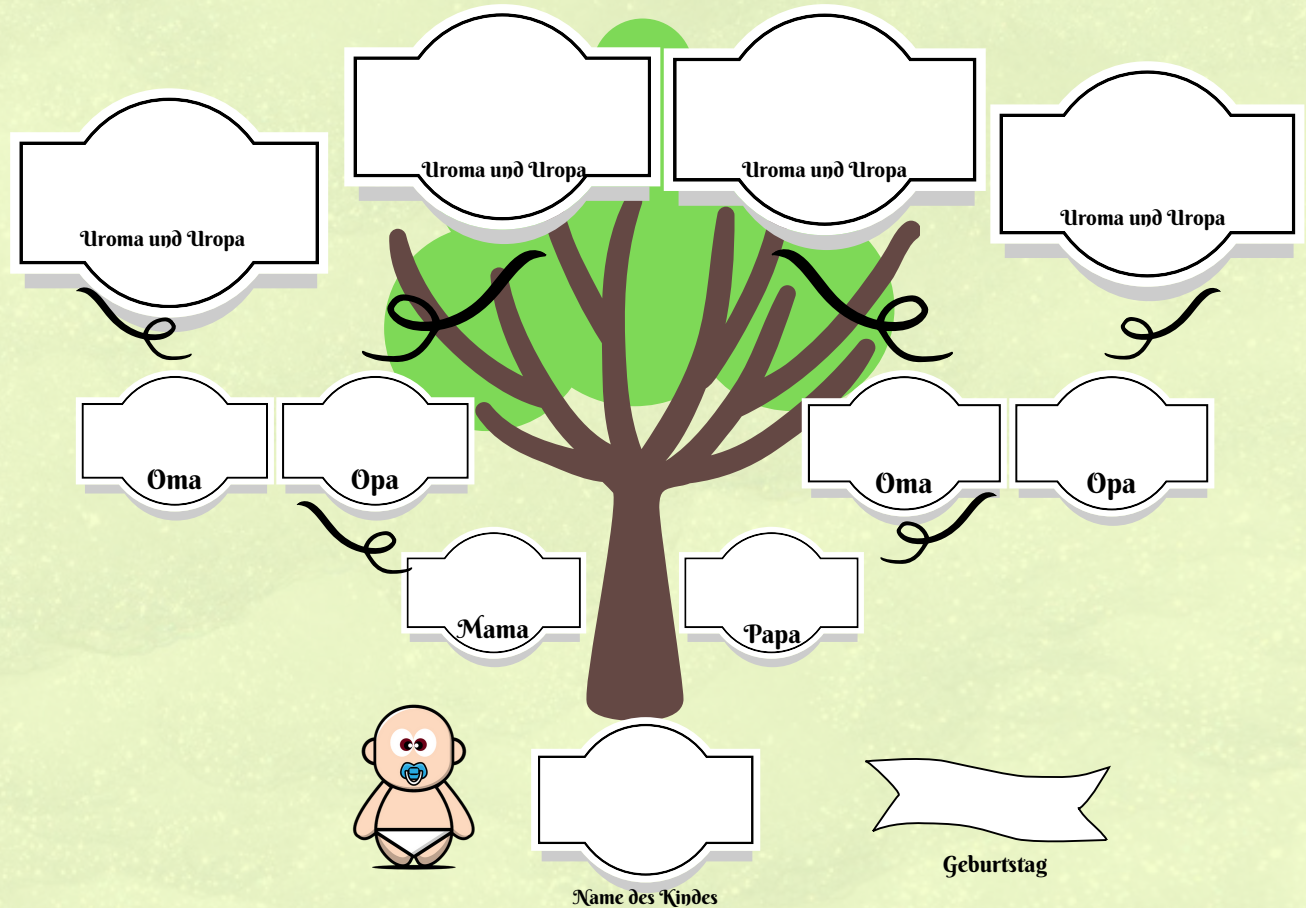 Uroma und Uropa
Uroma und Uropa
Uroma und Uropa
Uroma und Uropa
Oma
Opa
Oma
Opa
Mama
Papa
Geburtstag
Name des Kindes